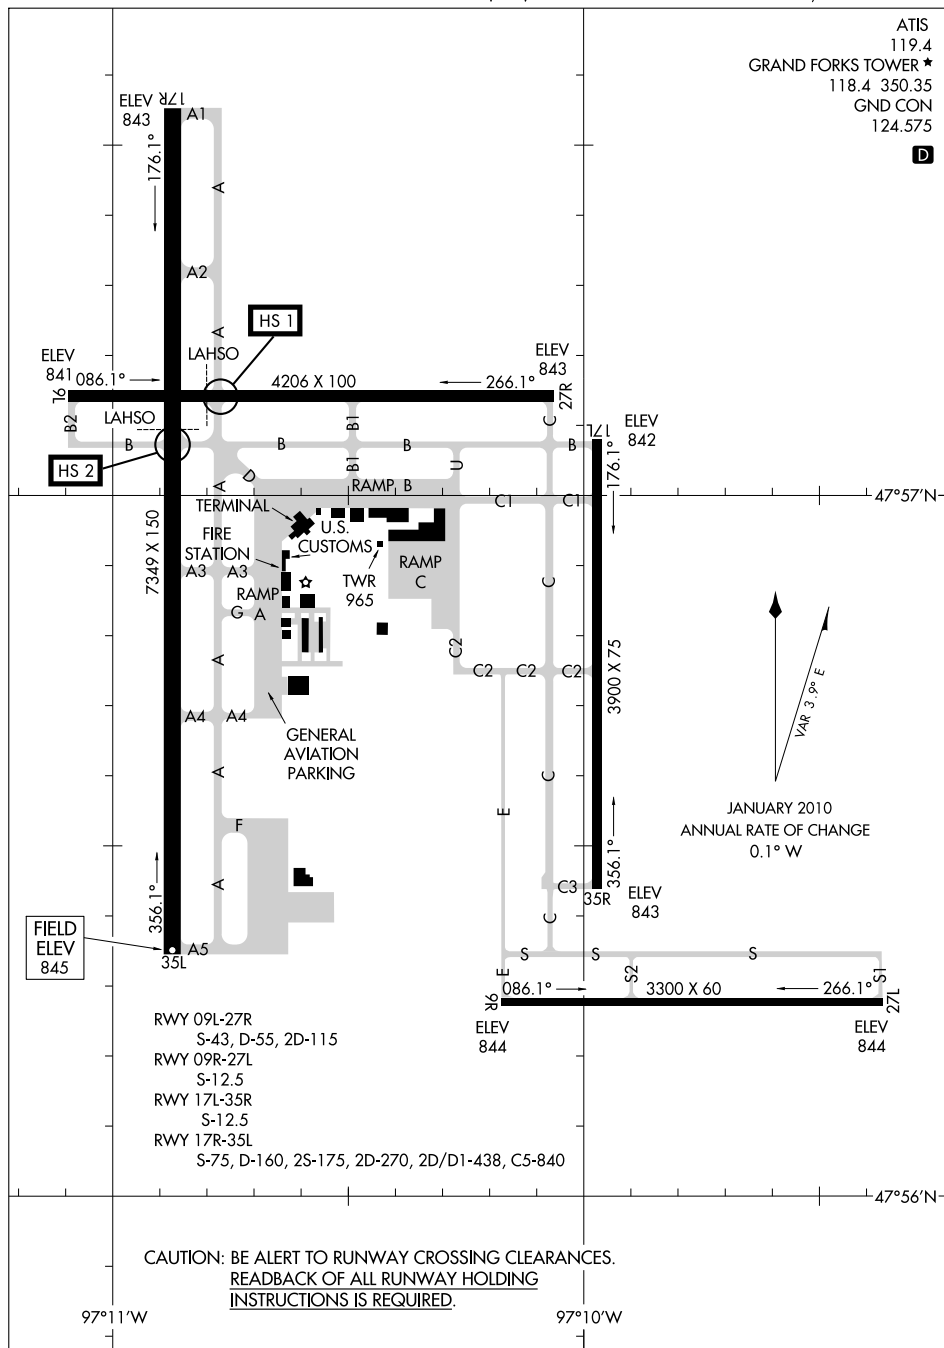 ATIS
119.4
GRAND FORKS TOWER ★
118.4 350.35
GND CON
124.575
D
ELEV
843
17R
A1
176.1°
A
A2
HS 1
A
LAHSO
ELEV
841
086.1°
4206 X 100
266.1°
ELEV
843
9L
27R
B2
LAHSO
B
B
B1
B
C
B
17L
ELEV
842
HS 2
D
B1
U
176.1°
A
RAMP B
C1
C1
47°57'N
TERMINAL
U.S.
CUSTOMS
FIRE
STATION
7349 X 150
A3
A3
RAMP
A
G
TWR
965
RAMP
C
C
C2
C2
C2
C2
3900 X 75
A
VAR 3.9° E
A4
A4
GENERAL
AVIATION
PARKING
A
C
E
JANUARY 2010
ANNUAL RATE OF CHANGE
0.1° W
F
A
356.1°
C3
356.1°
35R
ELEV
843
C
FIELD
ELEV
845
A5
35L
S
S
S
E
S2
S1
086.1°
3300 X 60
266.1°
9R
27L
ELEV
844
ELEV
844
RWY 09L-27R
S-43, D-55, 2D-115
RWY 09R-27L
S-12.5
RWY 17L-35R
S-12.5
RWY 17R-35L
S-75, D-160, 2S-175, 2D-270, 2D/D1-438, C5-840
47°56'N
CAUTION: BE ALERT TO RUNWAY CROSSING CLEARANCES.
READBACK OF ALL RUNWAY HOLDING
INSTRUCTIONS IS REQUIRED.
97°11'W
97°10'W